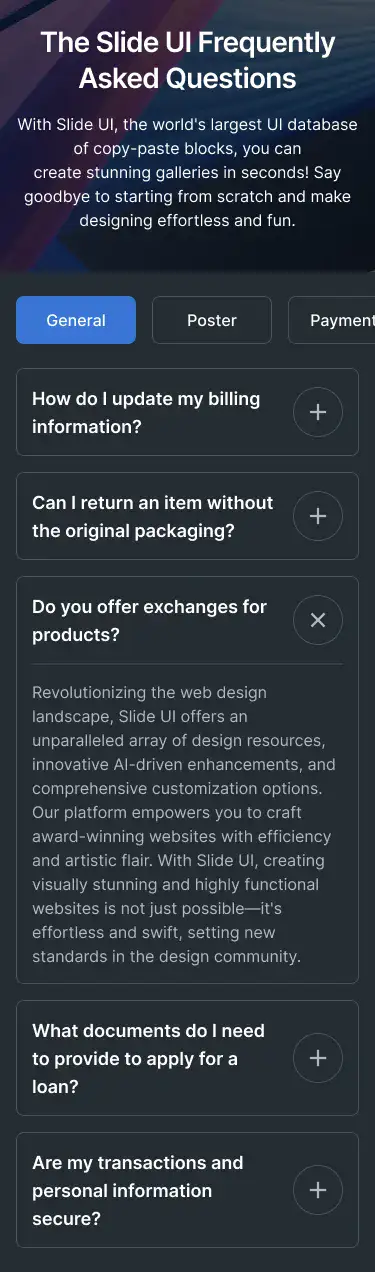 The Slide UI Frequently
Asked Questions
With Slide UI, the world's largest UI database
of copy-paste blocks, you can
create stunning galleries in seconds! Say
goodbye to starting from scratch and make
designing effortless and fun.
General
Poster
Payment
How do I update my billing
information?
Can I return an item without
the original packaging?
Do you offer exchanges for
products?
Revolutionizing the web design
landscape, Slide UI offers an
unparalleled array of design resources,
innovative AI-driven enhancements, and
comprehensive customization options.
Our platform empowers you to craft
award-winning websites with efficiency
and artistic flair. With Slide UI, creating
visually stunning and highly functional
websites is not just possible—it's
effortless and swift, setting new
standards in the design community.
What documents do I need
to provide to apply for a
loan?
Are my transactions and
personal information
secure?